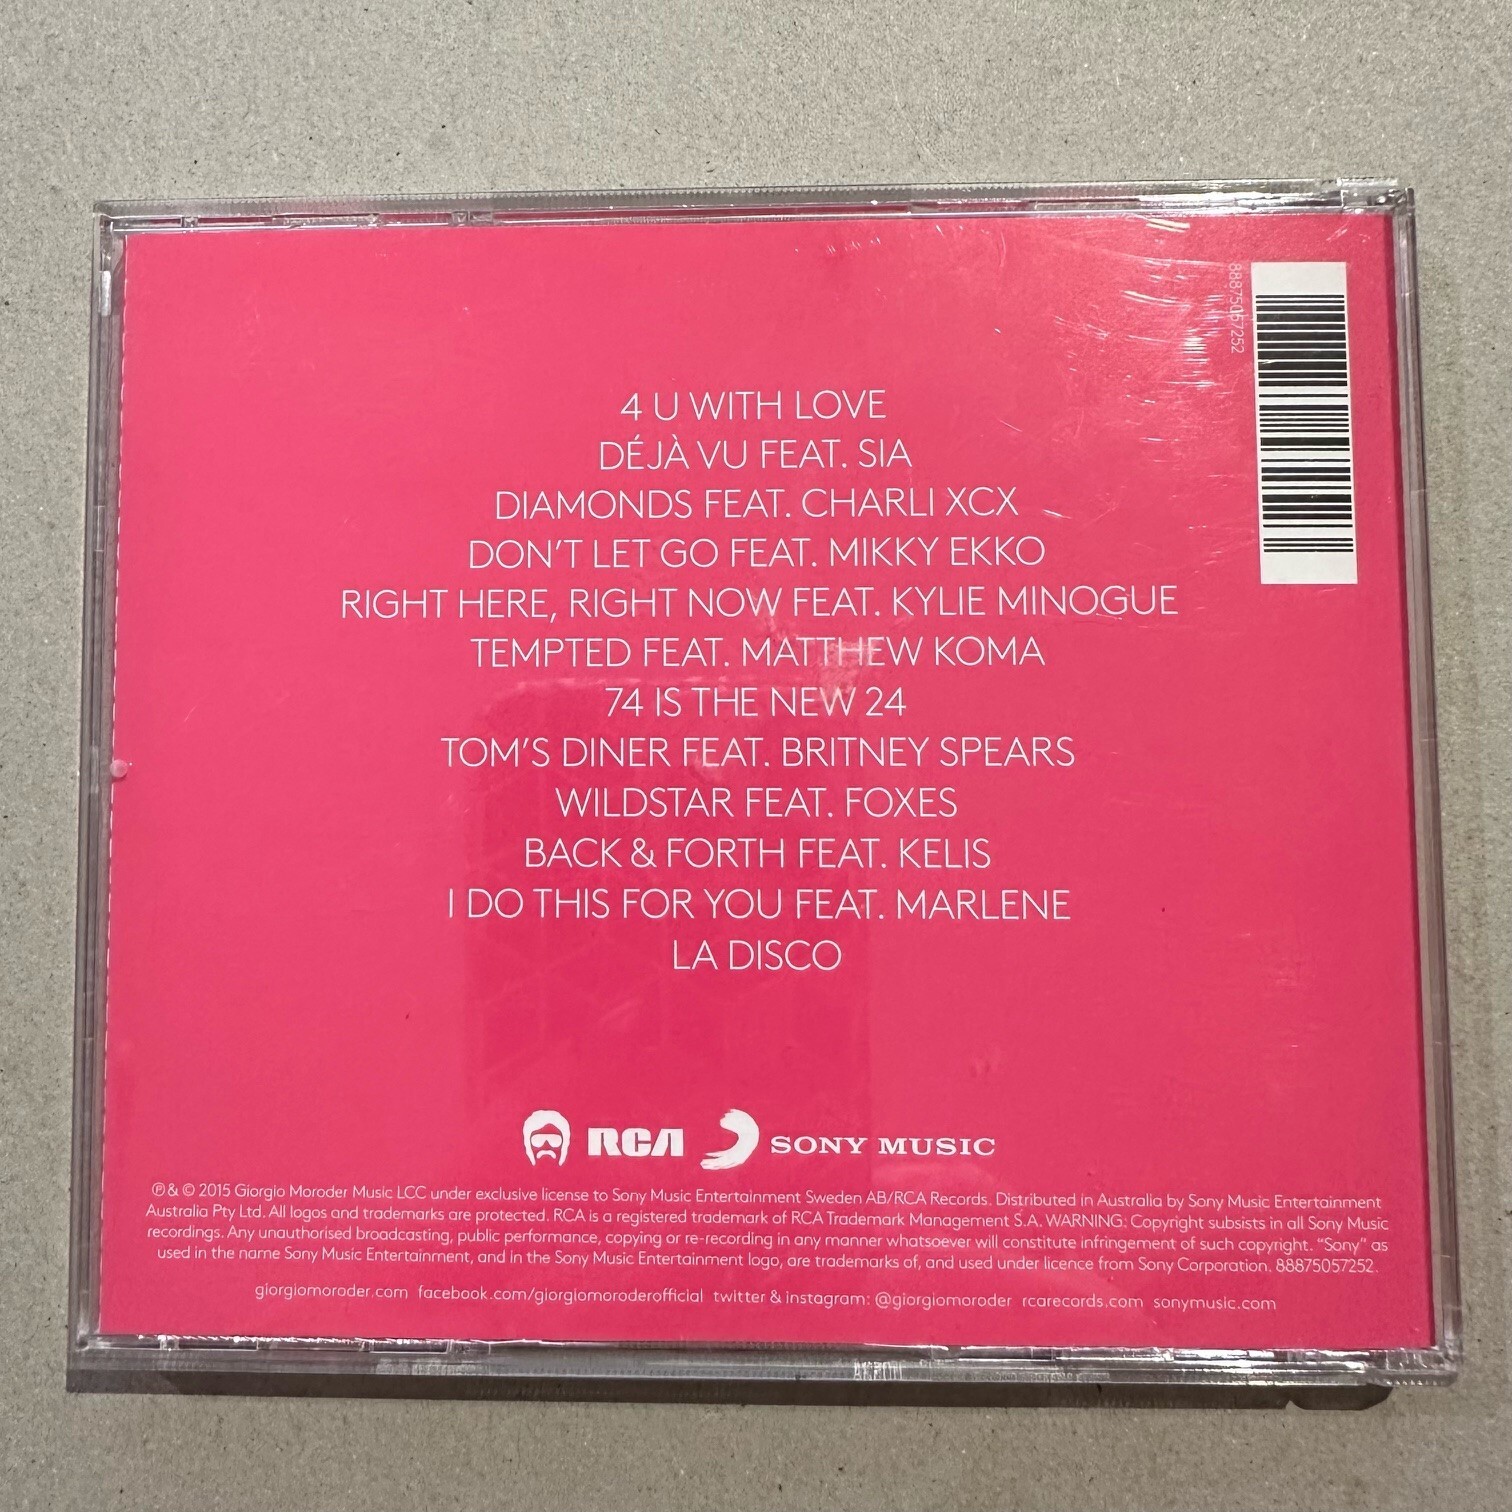 88875057252
4 U WITH LOVE
DÉJÀ VU FEAT. SIA
DIAMONDS FEAT. CHARLI XCX
DON'T LET GO FEAT. MIKKY EKKO
RIGHT HERE, RIGHT NOW FEAT. KYLIE MINOGUE
TEMPTED FEAT. MATTHEW KOMA
74 IS THE NEW 24
TOM'S DINER FEAT. BRITNEY SPEARS
WILDSTAR FEAT. FOXES
BACK & FORTH FEAT. KELIS
I DO THIS FOR YOU FEAT. MARLENE
LA DISCO
RCA SONY MUSIC
℗ & © 2015 Giorgio Moroder Music LCC under exclusive license to Sony Music Entertainment Sweden AB/RCA Records. Distributed in Australia by Sony Music Entertainment
Australia Pty Ltd. All logos and trademarks are protected. RCA is a registered trademark of RCA Trademark Management S.A. WARNING: Copyright subsists in all Sony Music
recordings. Any unauthorised broadcasting, public performance, copying or re-recording in any manner whatsoever will constitute infringement of such copyright. "Sony" as
used in the name Sony Music Entertainment, and in the Sony Music Entertainment logo, are trademarks of, and used under licence from Sony Corporation. 88875057252.
giorgiomoroder.com facebook.com/giorgiomoroderofficial twitter & instagram: @giorgiomoroder rcarecords.com sonymusic.com